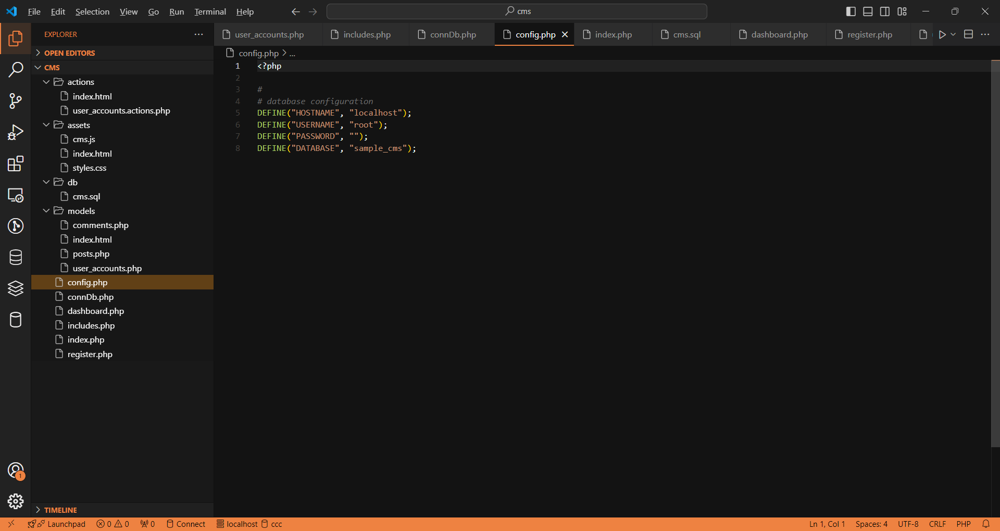 File Edit Selection View Go Run Terminal Help
cms
EXPLORER
OPEN EDITORS
CMS
actions
index.html
user_accounts.actions.php
assets
cms.js
index.html
styles.css
db
cms.sql
models
comments.php
index.html
posts.php
user_accounts.php
config.php
connDb.php
dashboard.php
includes.php
index.php
register.php
TIMELINE
user_accounts.php includes.php connDb.php config.php index.php cms.sql dashboard.php register.php
config.php > ...
1 <?php
2
3 #
4 # database configuration
5 DEFINE("HOSTNAME", "localhost");
6 DEFINE("USERNAME", "root");
7 DEFINE("PASSWORD", "");
8 DEFINE("DATABASE", "sample_cms");
1
Launchpad 0 0 0 Connect localhost ccc Ln 1, Col 1 Spaces: 4 UTF-8 CRLF PHP